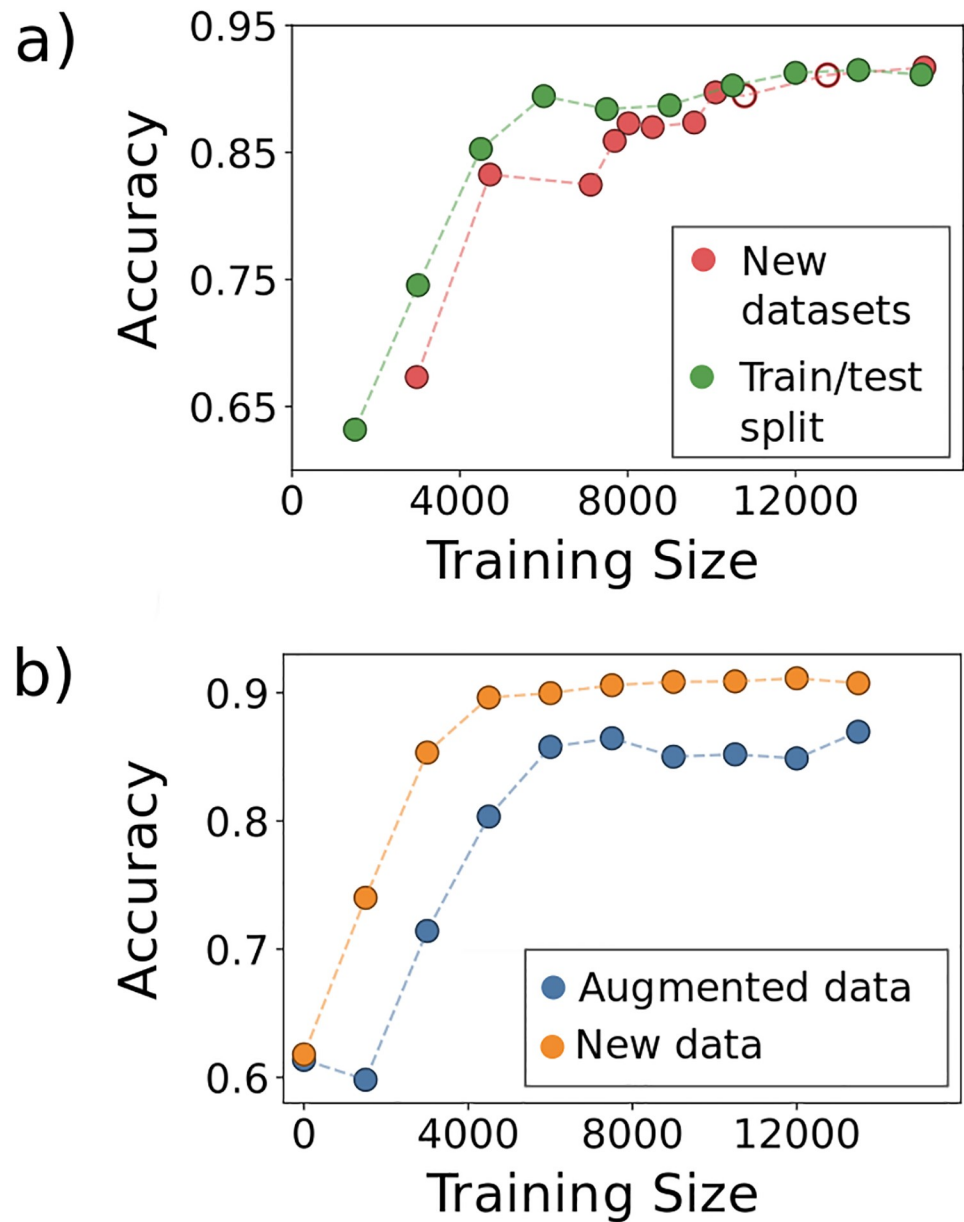 a)
0.95
0.85
0.75
0.65
Accuracy
New
datasets
Train/test
split
0 4000 8000 12000
Training Size
b)
0.9
0.8
0.7
0.6
Accuracy
Augmented data
New data
0 4000 8000 12000
Training Size